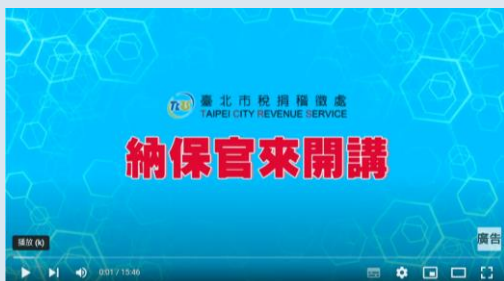 臺北市稅捐稽徵處
TAIPEI CITY REVENUE SERVICE
納保官來開講
播放 (k)
廣告
0:01 / 15:46